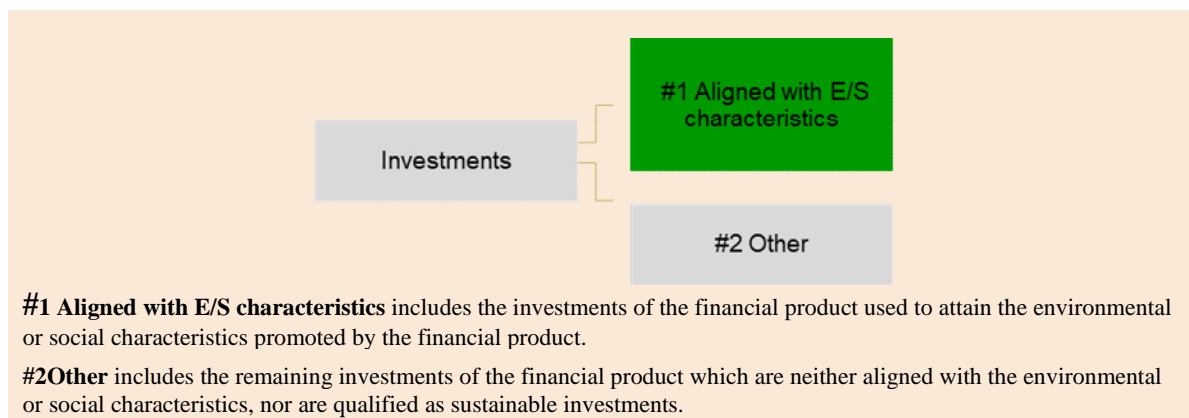 #1 Aligned with E/S
characteristics
Investments
#2 Other
#1 Aligned with E/S characteristics includes the investments of the financial product used to attain the environmental
or social characteristics promoted by the financial product.
#2Other includes the remaining investments of the financial product which are neither aligned with the environmental
or social characteristics, nor are qualified as sustainable investments.